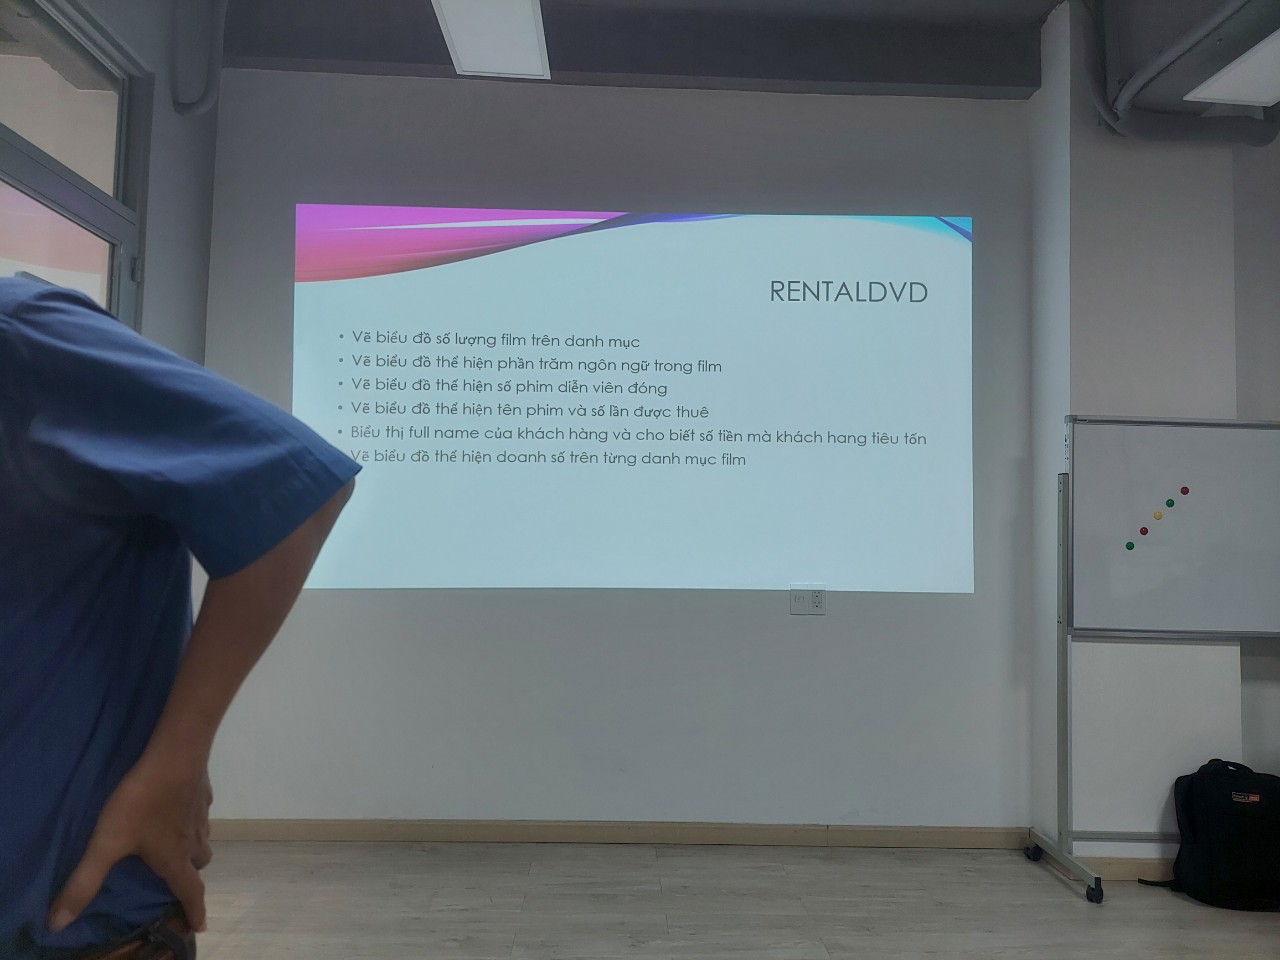 RENTALDVD
• Vẽ biểu đồ số lượng film trên danh mục
• Vẽ biểu đồ thể hiện phần trăm ngôn ngữ trong film
• Vẽ biểu đồ thể hiện số phim diễn viên đóng
• Vẽ biểu đồ thể hiện tên phim và số lần được thuê
• Biểu thị full name của khách hàng và cho biết số tiền mà khách hang tiêu tốn
Vẽ biểu đồ thể hiện doanh số trên từng danh mục film